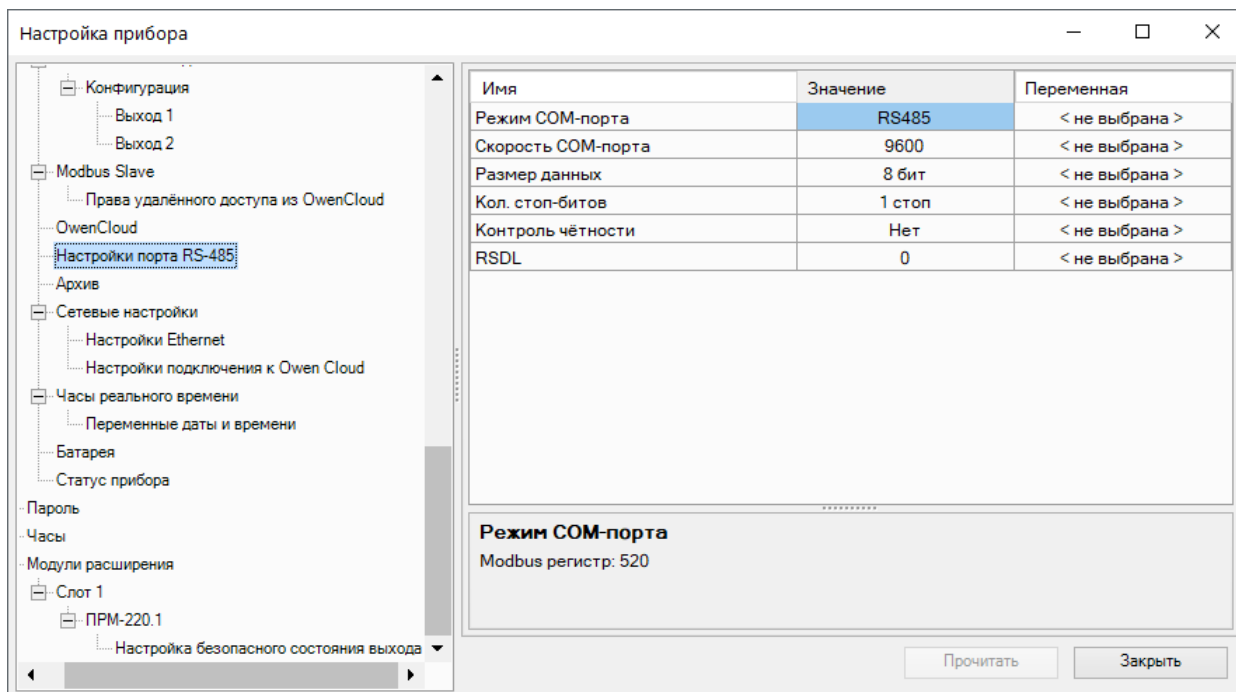 Настройка прибора
Конфигурация
Выход 1
Выход 2
Modbus Slave
Права удалённого доступа из OwenCloud
OwenCloud
Настройки порта RS-485
Архив
Сетевые настройки
Настройки Ethernet
Настройки подключения к Owen Cloud
Часы реального времени
Переменные даты и времени
Батарея
Статус прибора
Пароль
Часы
Модули расширения
Слот 1
ПРМ-220.1
Настройка безопасного состояния выхода
Имя Значение Переменная
Режим COM-порта RS485 < не выбрана >
Скорость COM-порта 9600 < не выбрана >
Размер данных 8 бит < не выбрана >
Кол. стоп-битов 1 стоп < не выбрана >
Контроль чётности Нет < не выбрана >
RSDL 0 < не выбрана >
Режим COM-порта
Modbus регистр: 520
Прочитать Закрыть